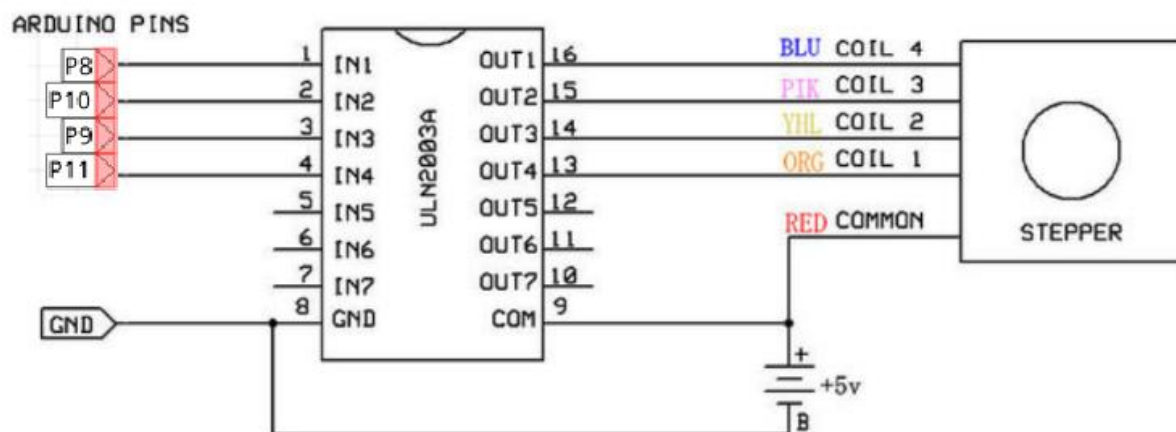 ARDUINO PINS
P8
P10
P9
P11
GND
1
2
3
4
5
6
7
8
IN1
IN2
IN3
IN4
IN5
IN6
IN7
GND
ULN2003A
OUT1
OUT2
OUT3
OUT4
OUT5
OUT6
OUT7
COM
16
15
14
13
12
11
10
9
BLU COIL 4
PIK COIL 3
YHL COIL 2
ORG COIL 1
RED COMMON
STEPPER
+
+5v
B